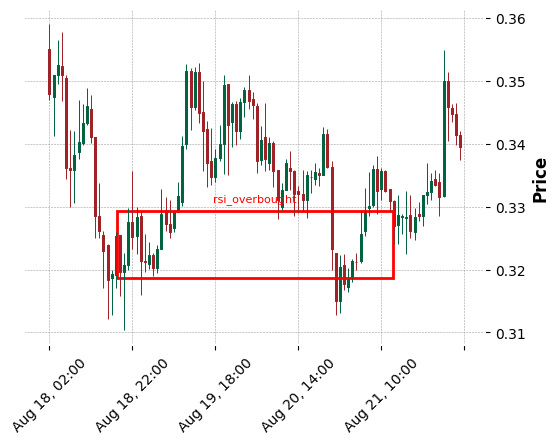 0.36
0.35
0.34
0.33
0.32
0.31
Price
rsi_overbought
Aug 18, 02:00
Aug 18, 22:00
Aug 19, 18:00
Aug 20, 14:00
Aug 21, 10:00